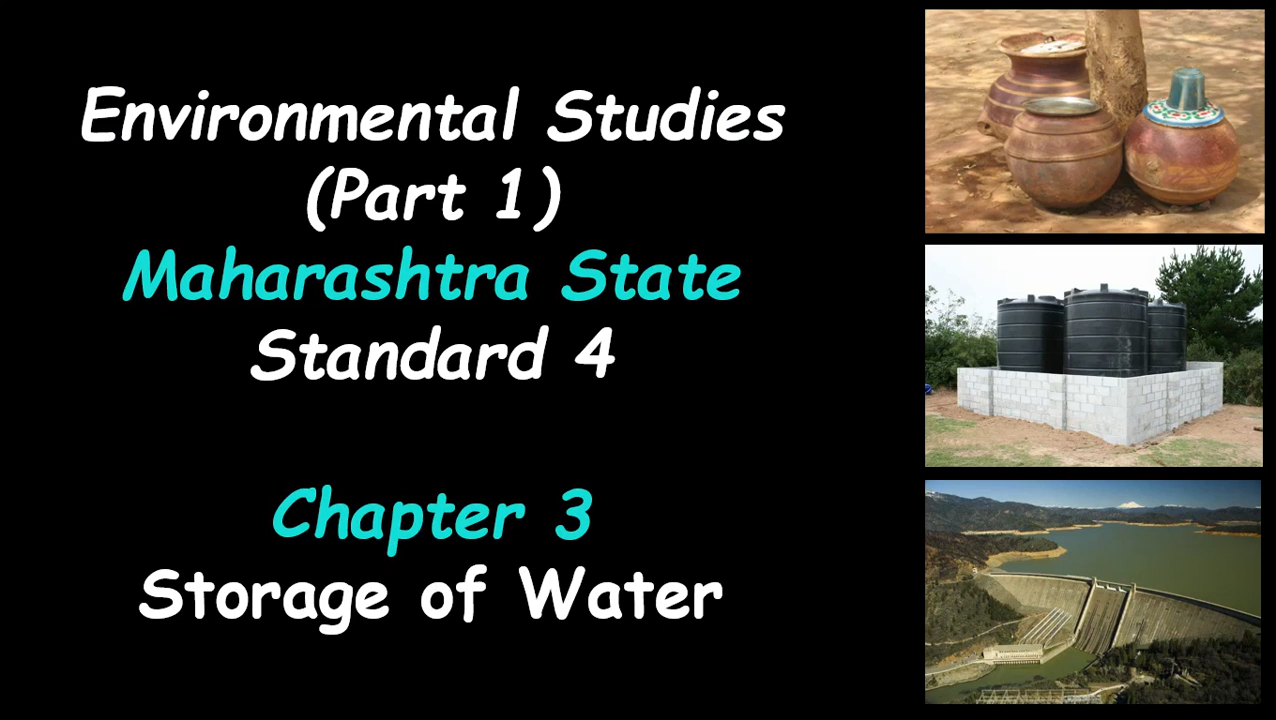 Environmental Studies
(Part 1)
Maharashtra State
Standard 4
Chapter 3
Storage of Water